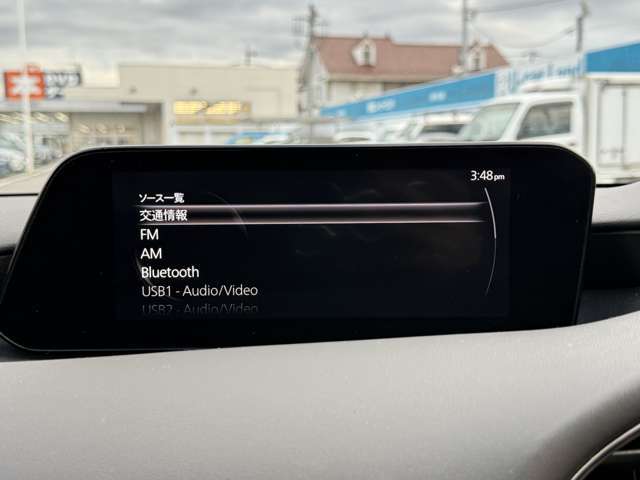 3:48pm
ソース一覧
交通情報
FM
AM
Bluetooth
USB1 - Audio/Video
USB2 - Audio/Video